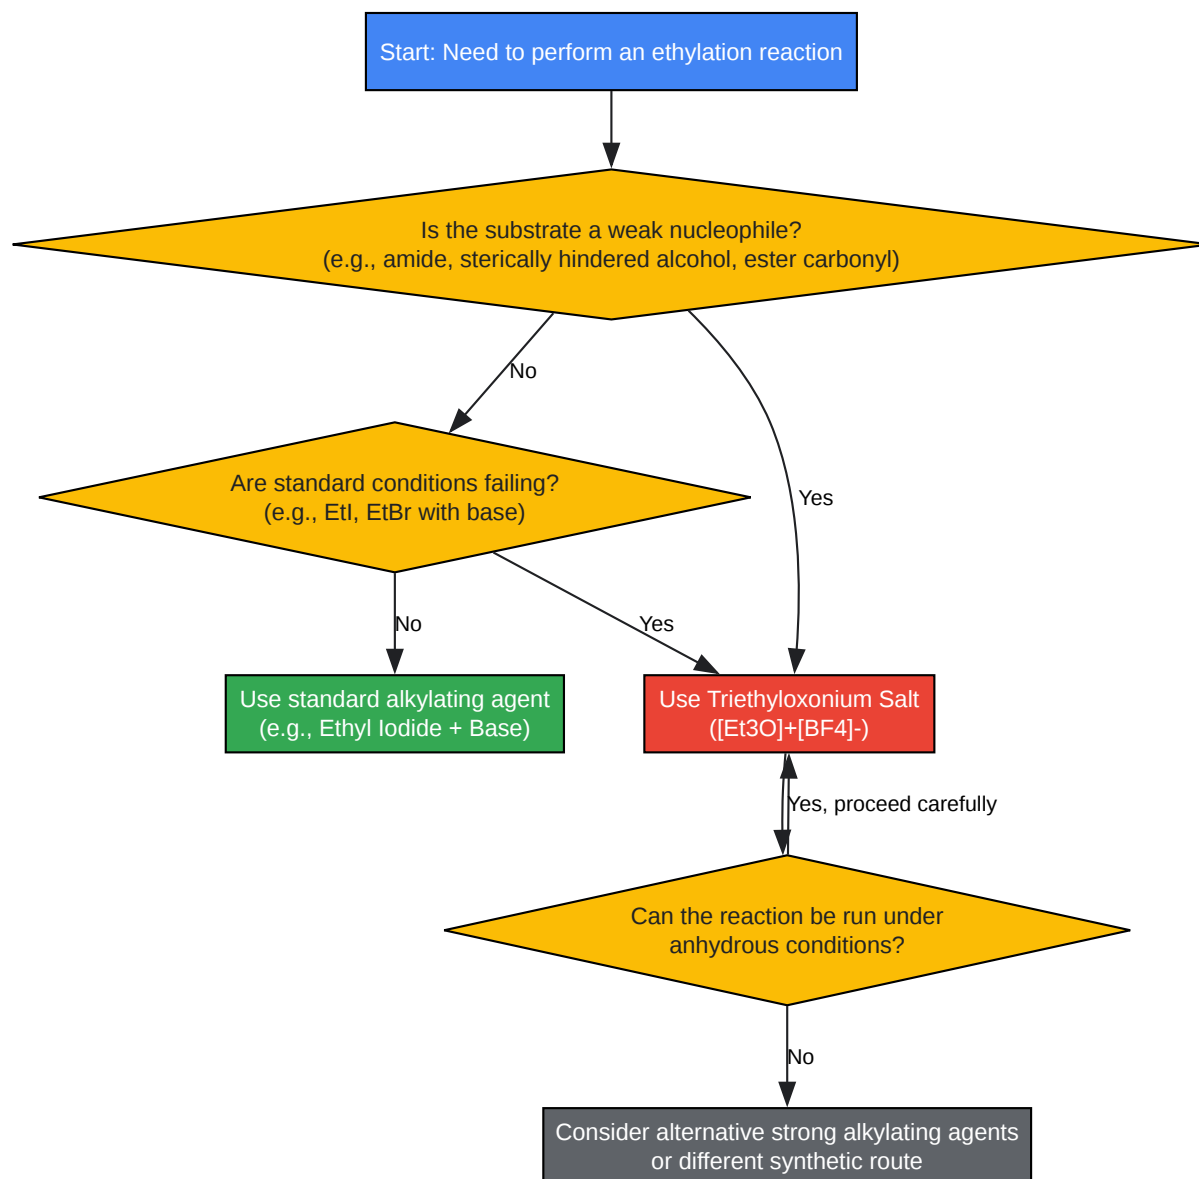 Start: Need to perform an ethylation reaction
Is the substrate a weak nucleophile?
(e.g., amide, sterically hindered alcohol, ester carbonyl)
No
Yes
Are standard conditions failing?
(e.g., EtI, EtBr with base)
No
Yes
Use standard alkylating agent
(e.g., Ethyl Iodide + Base)
Use Triethyloxonium Salt
([Et3O]+[BF4]-)
Yes, proceed carefully
Can the reaction be run under
anhydrous conditions?
No
Consider alternative strong alkylating agents
or different synthetic route